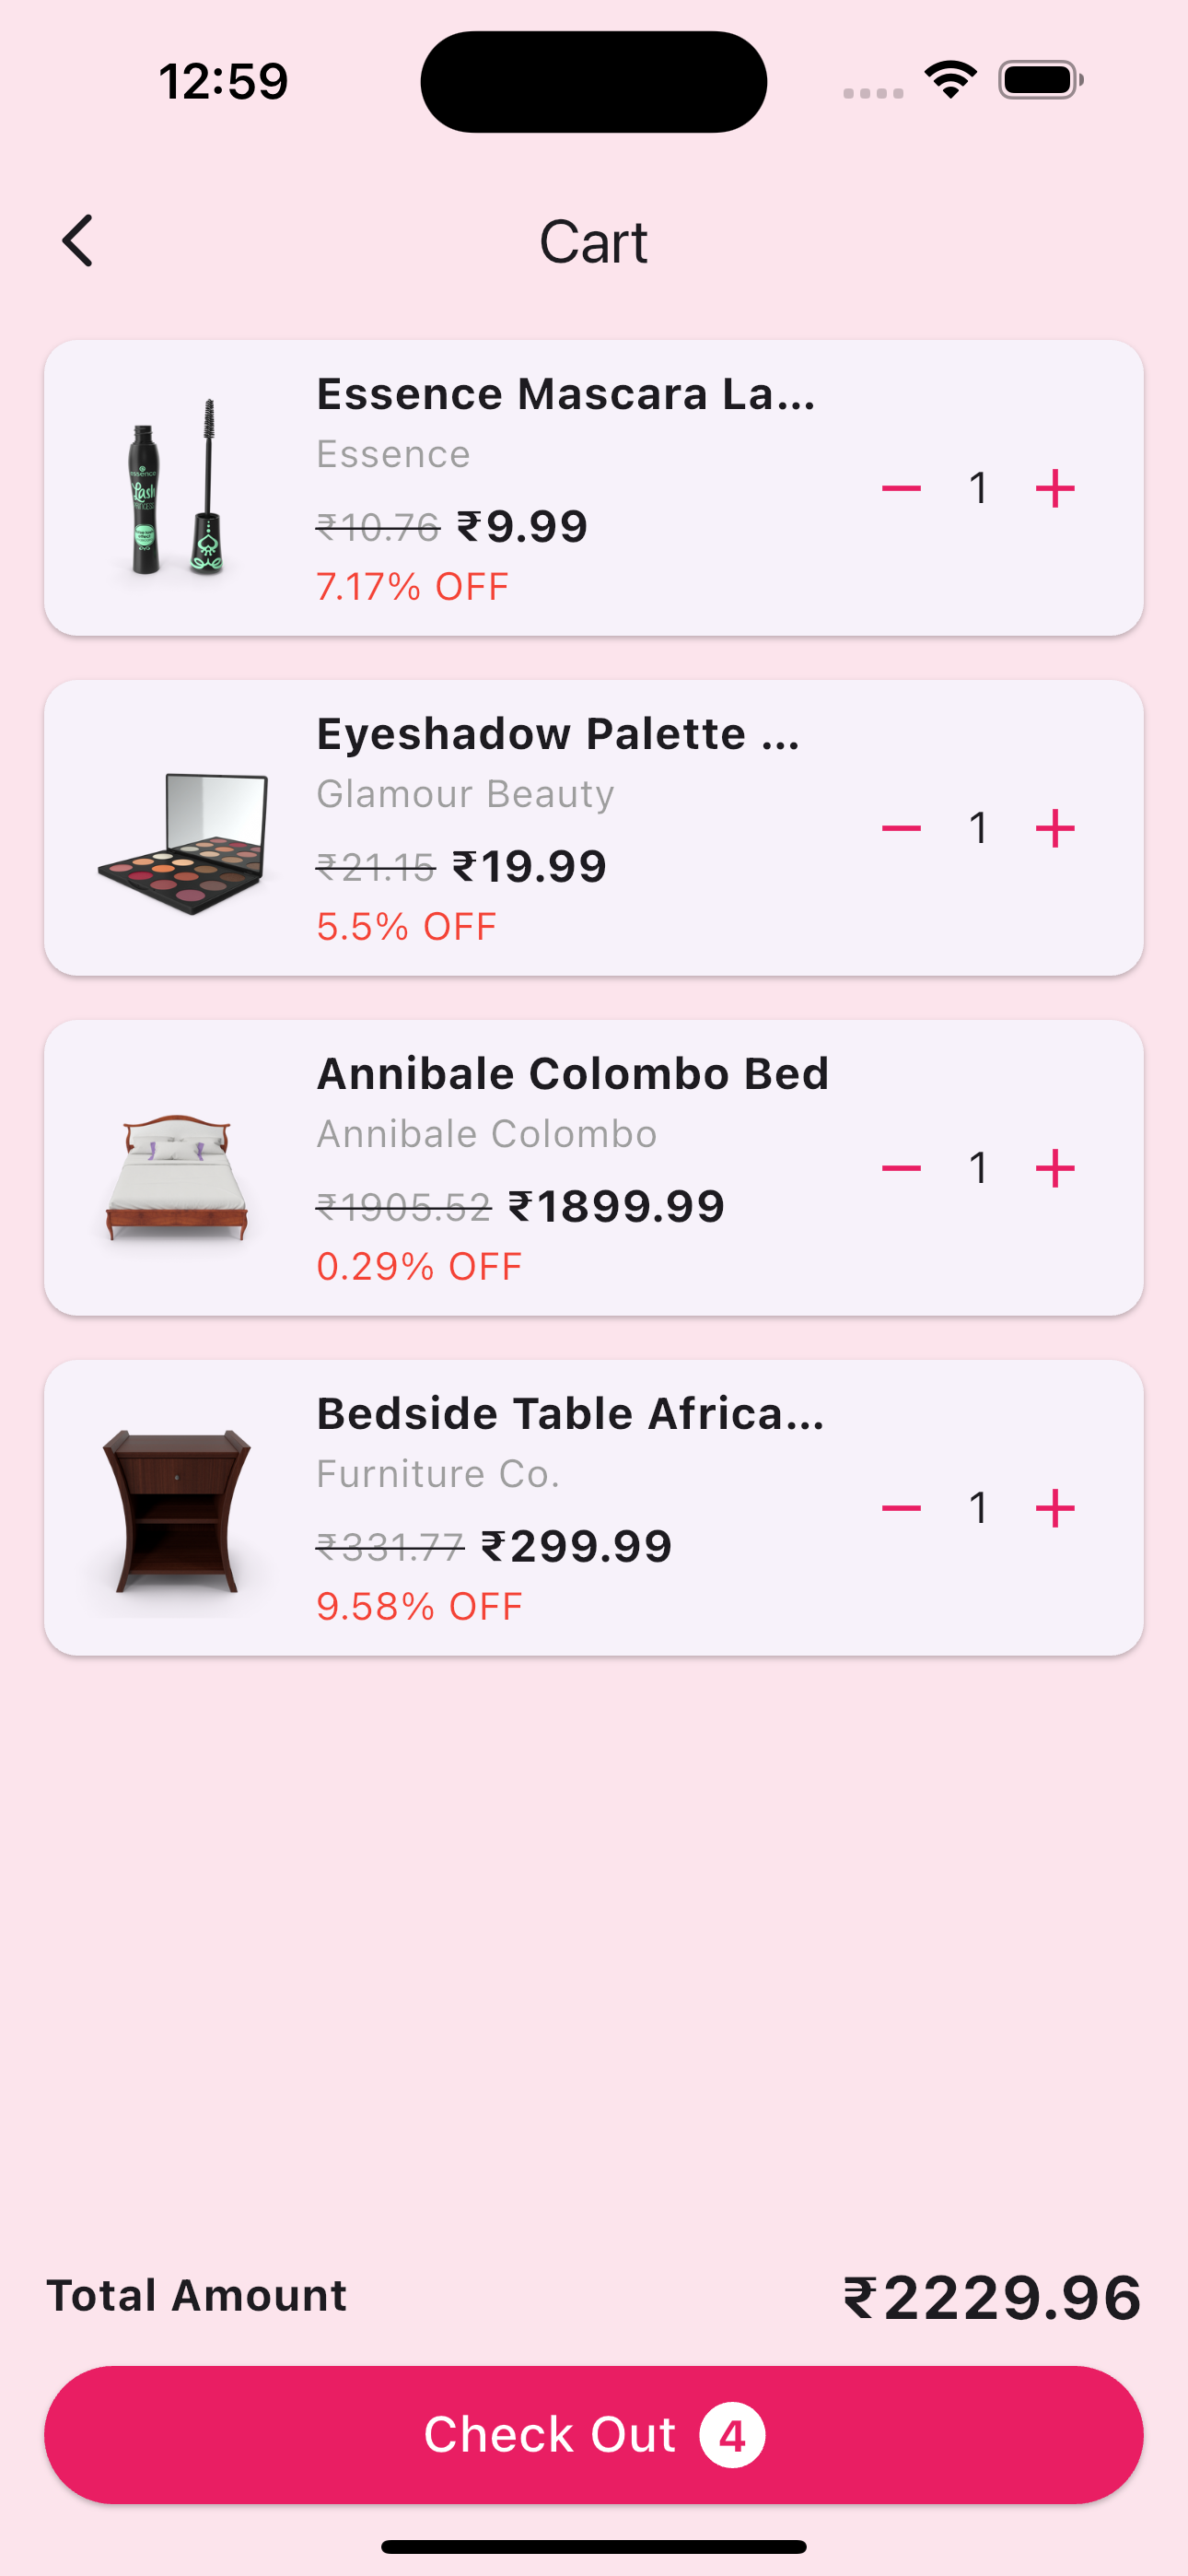 12:59
Cart
Essence Mascara La...
Essence
₹10.76 ₹9.99
7.17% OFF
1
essence
Lash
PRINCESS
Eyeshadow Palette ...
Glamour Beauty
₹21.15 ₹19.99
5.5% OFF
1
Annibale Colombo Bed
Annibale Colombo
₹1905.52 ₹1899.99
0.29% OFF
1
Bedside Table Africa...
Furniture Co.
₹331.77 ₹299.99
9.58% OFF
1
Total Amount
₹2229.96
Check Out 4